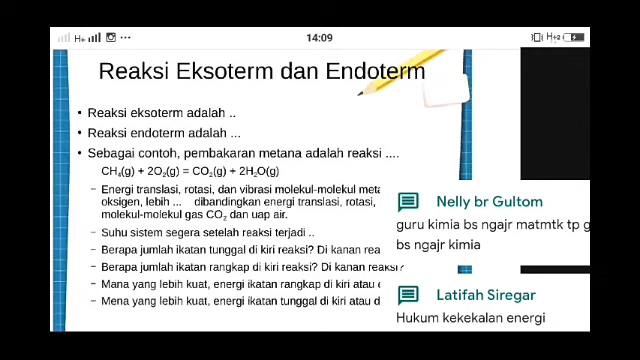 H+
14:09
H+2
Reaksi Eksoterm dan Endoterm
• Reaksi eksoterm adalah ..
• Reaksi endoterm adalah ...
• Sebagai contoh, pembakaran metana adalah reaksi ....
CH₄(g) + 2O₂(g) = CO₂(g) + 2H₂O(g)
– Energi translasi, rotasi, dan vibrasi molekul-molekul meta
oksigen, lebih ... dibandingkan energi translasi, rotasi,
molekul-molekul gas CO₂ dan uap air.
– Suhu sistem segera setelah reaksi terjadi ..
– Berapa jumlah ikatan tunggal di kiri reaksi? Di kanan rea
– Berapa jumlah ikatan rangkap di kiri reaksi? Di kanan reaksi?
– Mana yang lebih kuat, energi ikatan rangkap di kiri atau
– Mena yang lebih kuat, energi ikatan tunggal di kiri atau d
Nelly br Gultom
guru kimia bs ngajr matmtk tp g
bs ngajr kimia
Latifah Siregar
Hukum kekekalan energi